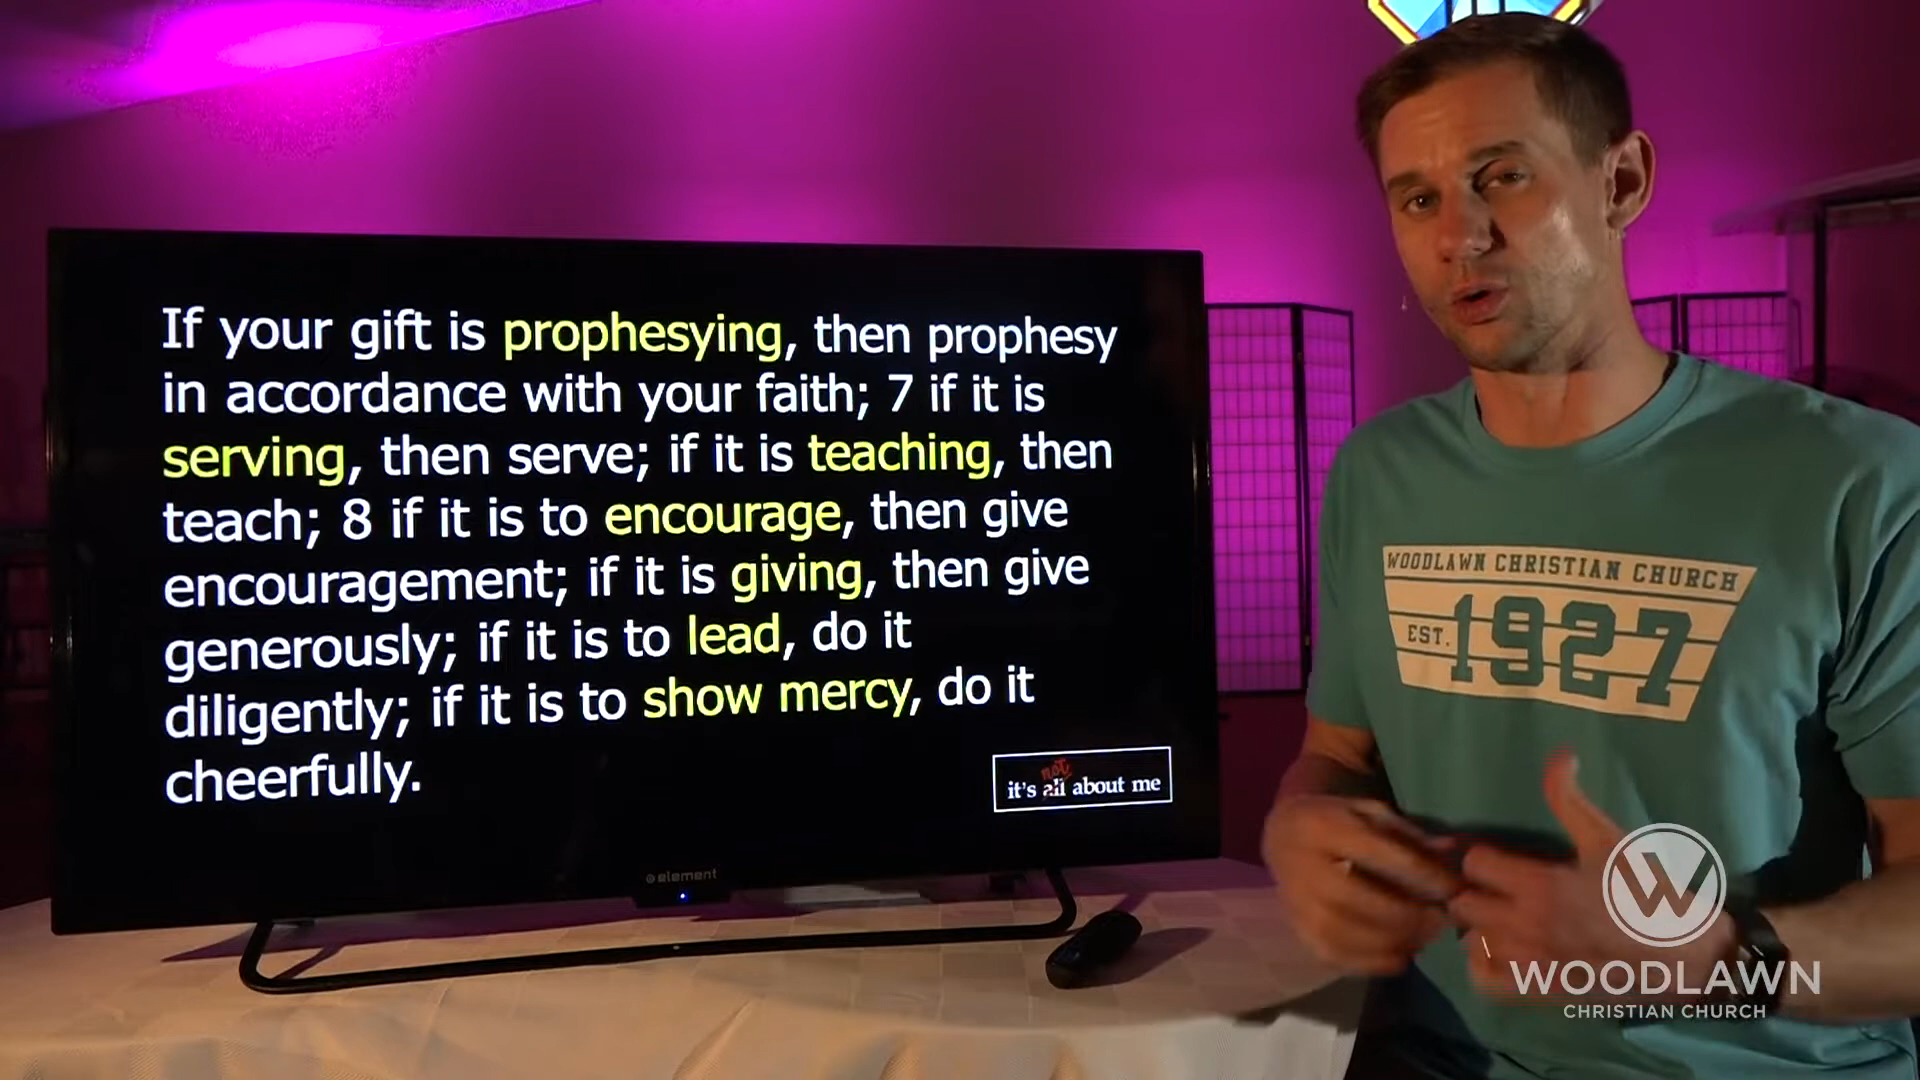 If your gift is prophesying, then prophesy
in accordance with your faith; 7 if it is
serving, then serve; if it is teaching, then
teach; 8 if it is to encourage, then give
encouragement; if it is giving, then give
generously; if it is to lead, do it
diligently; if it is to show mercy, do it
cheerfully.
not
it's all about me
element
WOODLAWN CHRISTIAN CHURCH
EST. 1927
W
WOODLAWN
CHRISTIAN CHURCH